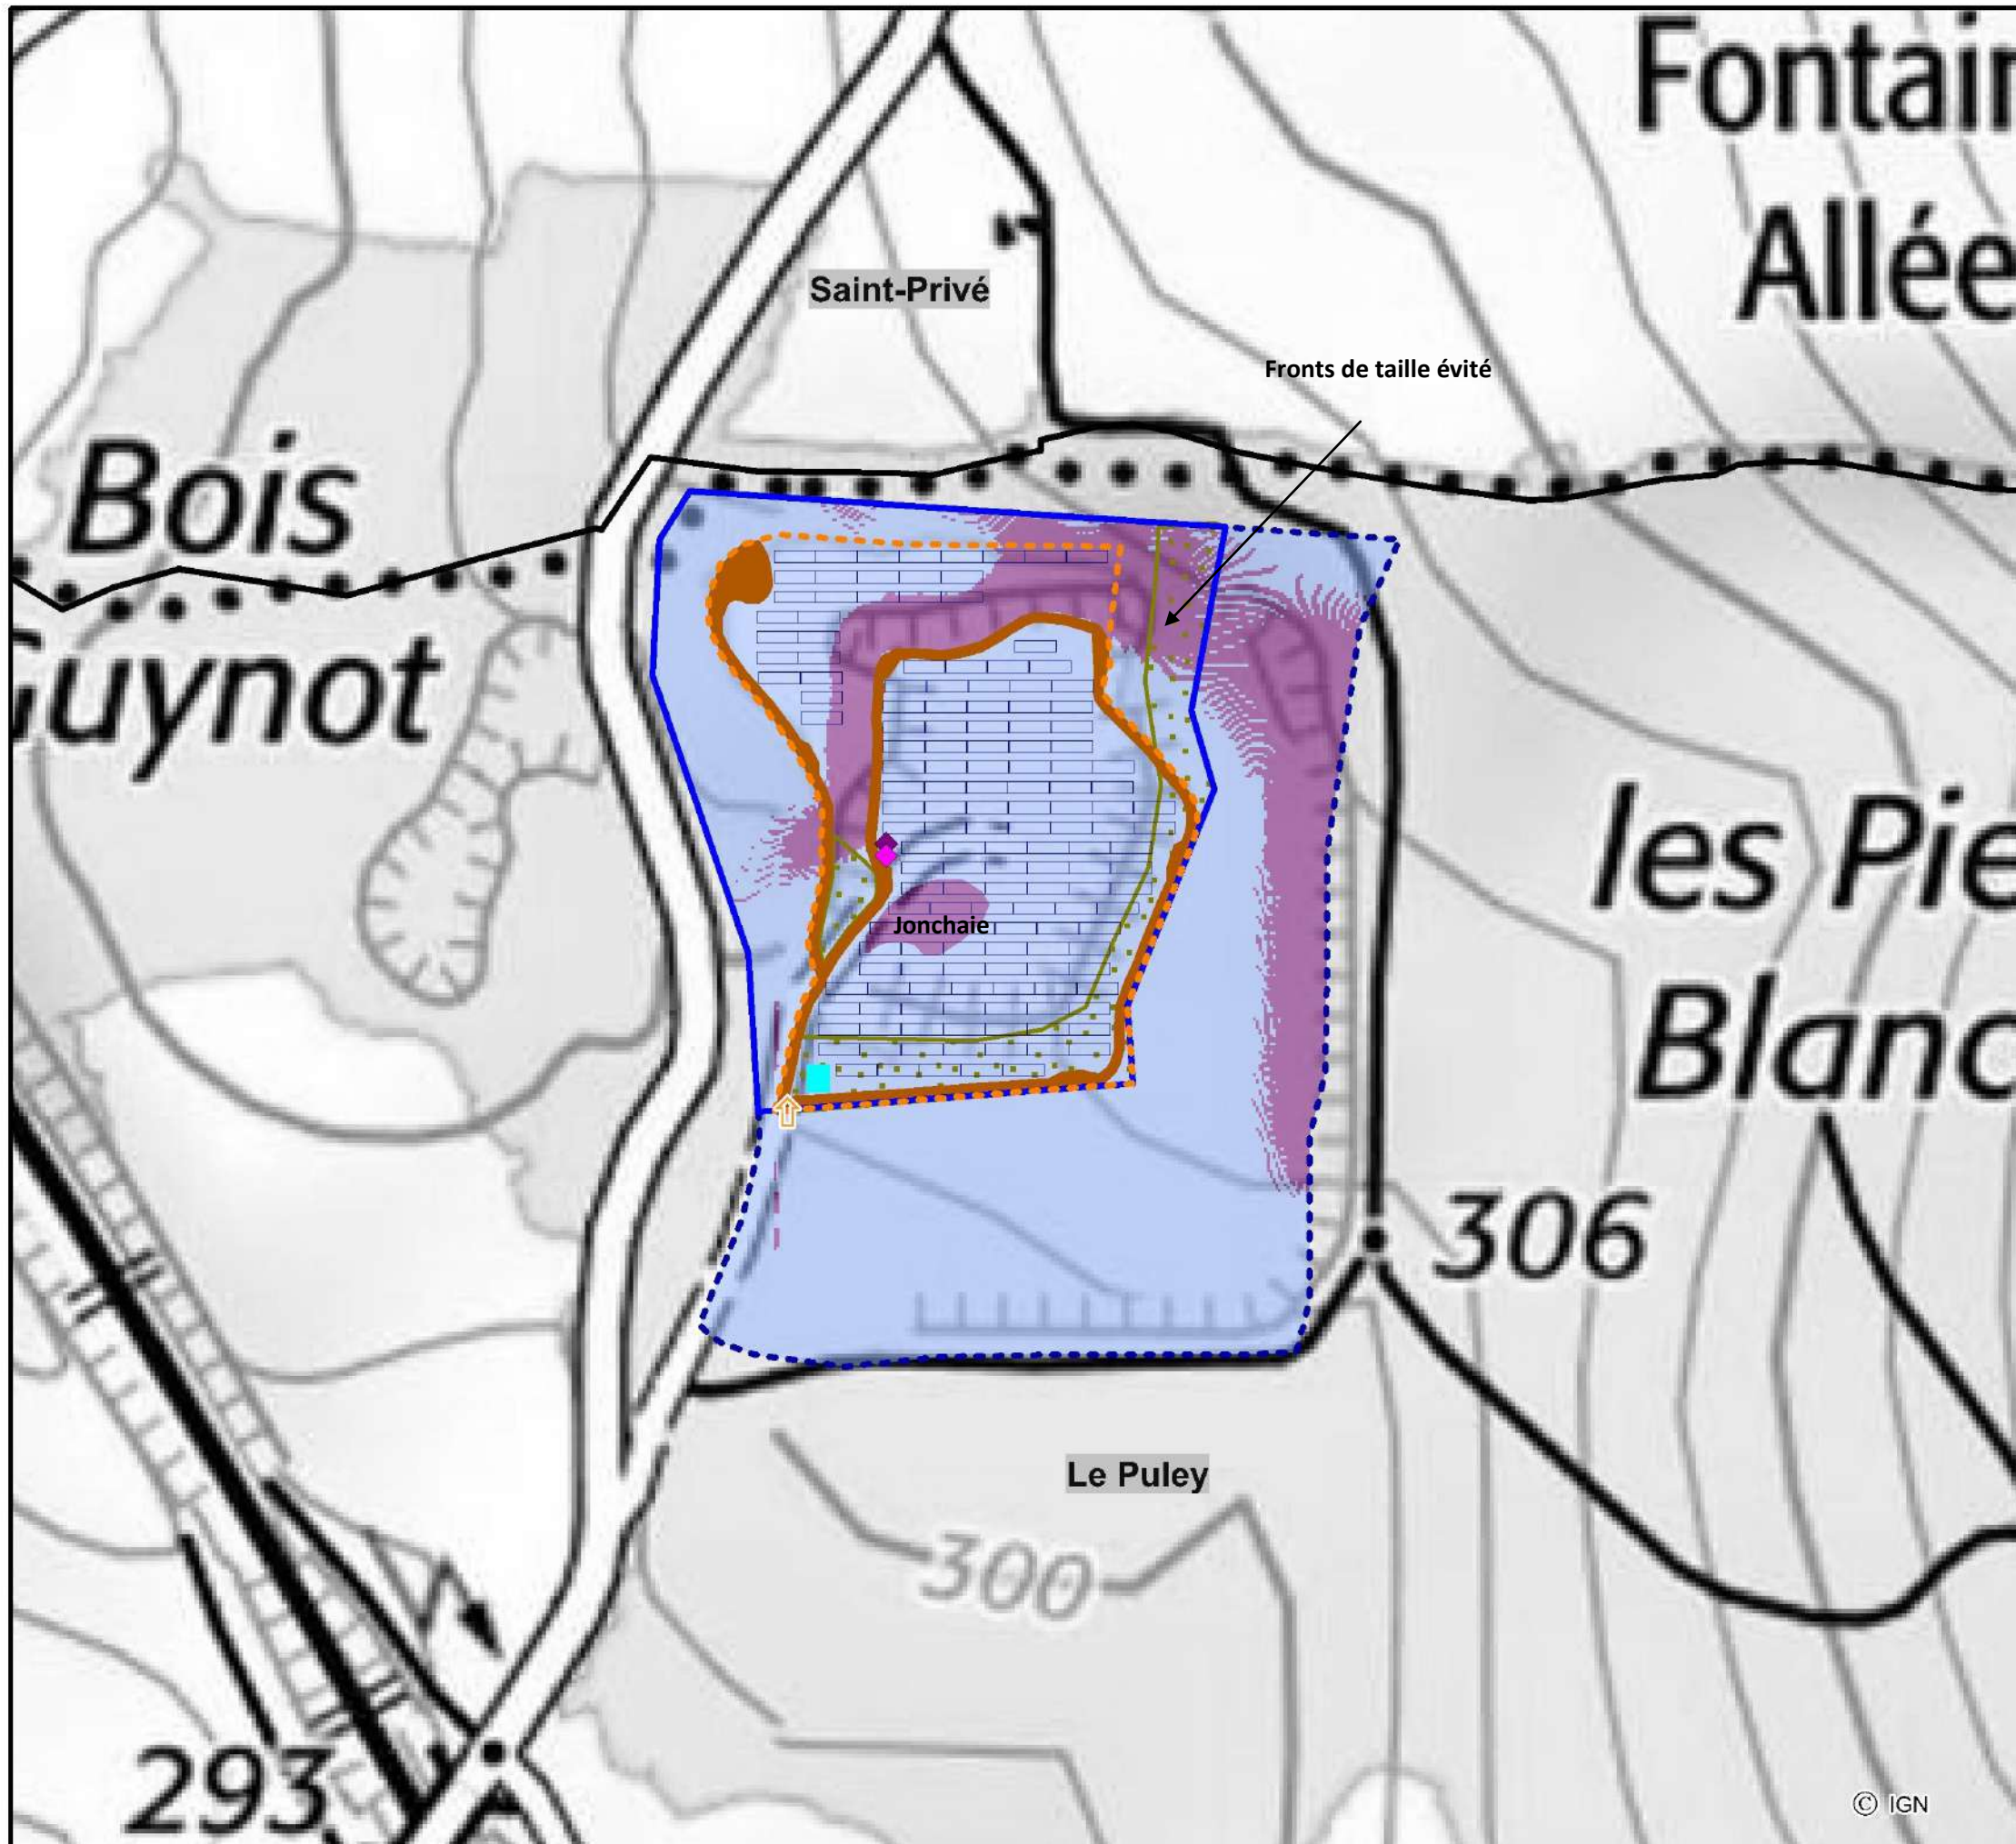 Fontair
Allée
Saint-Privé
Fronts de taille évité
Bois
Guynot
les Pie
Blanc
Jonchaie
306
Le Puley
300
293
© IGN